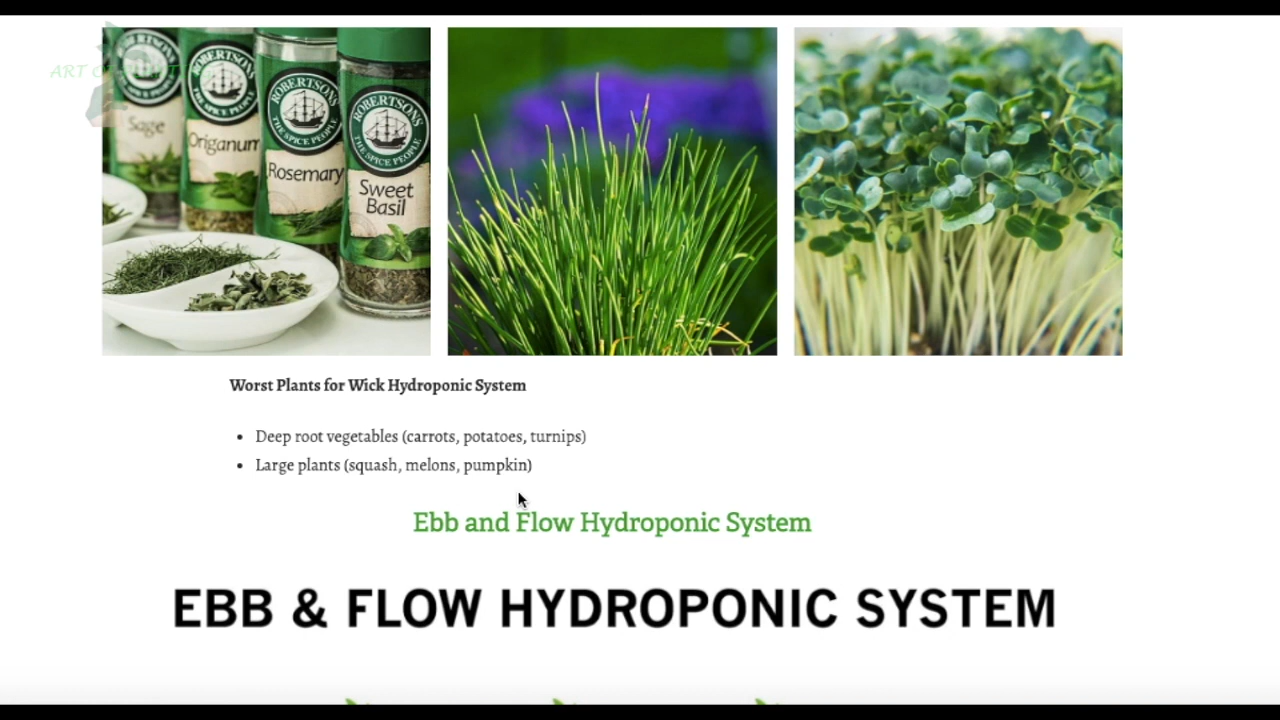 ART O
ROBERTSONS
THE SPICE PEOPLE
Sage
ROBERTSONS
THE SPICE PEOPLE
Origanum
ROBERTSONS
THE SPICE PEOPLE
Rosemary
ROBERTSONS
THE SPICE PEOPLE
Sweet
Basil
Worst Plants for Wick Hydroponic System
• Deep root vegetables (carrots, potatoes, turnips)
• Large plants (squash, melons, pumpkin)
Ebb and Flow Hydroponic System
EBB & FLOW HYDROPONIC SYSTEM